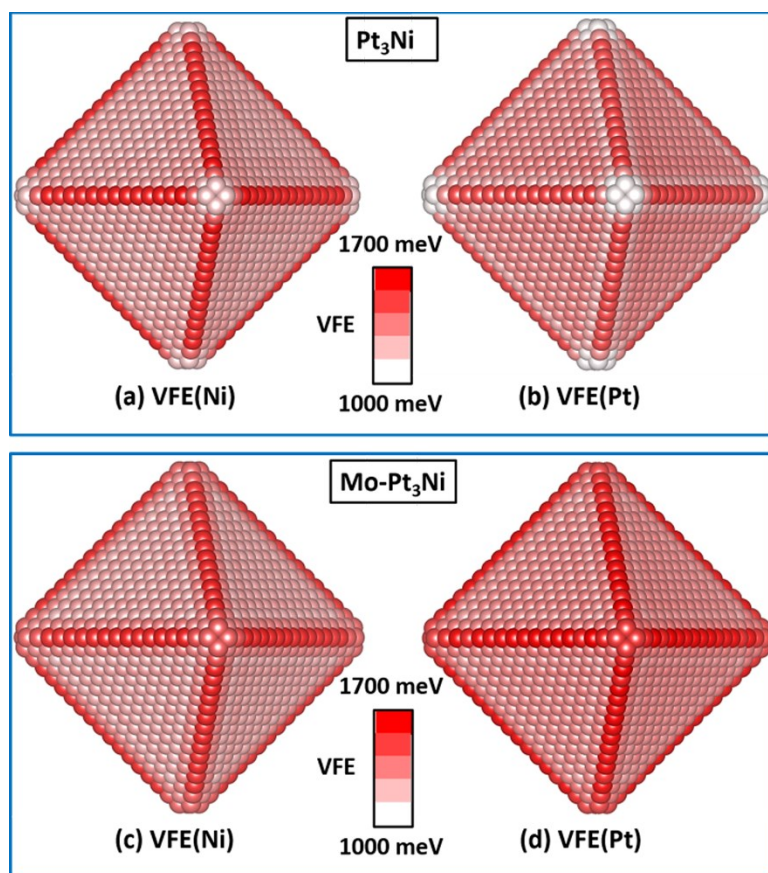 Pt₃Ni
1700 meV
VFE
1000 meV
(a) VFE(Ni)
(b) VFE(Pt)
Mo-Pt₃Ni
1700 meV
VFE
1000 meV
(c) VFE(Ni)
(d) VFE(Pt)